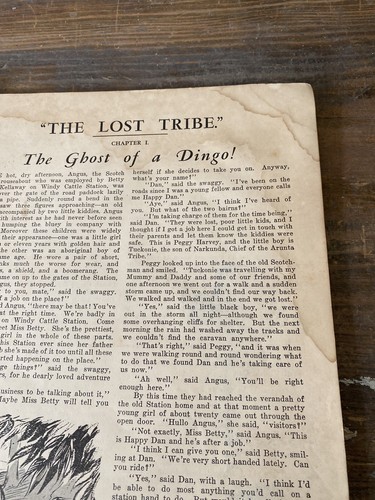 "THE LOST TRIBE."
CHAPTER I.
The Ghost of a Dingo!
hot, dry afternoon, Angus, the Scotch
rouseabout who was employed by Betty
Kellaway on Windy Cattle Station, was
over the gate of the road paddock lazily
his pipe. Suddenly round a bend in the
saw three figures approaching—an old
accompanied by two little kiddies. Angus
with interest as he had never before seen
humping the bluey in company with
Moreover these children were widely
their appearance—one was a little girl
or eleven years with golden hair and
the other was an aboriginal boy of
same age. He wore a pair of short,
masks much the worse for wear, and
a shield, and a boomerang. The
came on up to the gates of the Station,
Angus, they stopped.
to you, mate," said the swaggy.
of a job on the place?"
Angus, "there may be that! You've
at the right time. We're badly in
on Windy Cattle Station. Come
meet Miss Betty. She's the prettiest,
girl in the whole of these parts.
this Station ever since her father
she's made of it too until all these
started happening on the place."
things?" said the swaggy,
for he dearly loved adventure
business to be talking about it,"
Maybe Miss Betty will tell you
herself if she decides to take you on. Anyway,
what's your name?"
"Dan," said the swaggy. "I've been on the
roads since I was a young fellow and everyone calls
me Happy Dan."
"Aye," said Angus, "I think I've heard of
you. But what of the two bairns?"
"I'm taking charge of them for the time being,"
said Dan. "They were lost, poor little kids, and I
thought if I got a job here I could get in touch with
their parents and let them know the kiddies were
safe. This is Peggy Harvey, and the little boy is
Tuckonie, the son of Narkunda, Chief of the Arunta
Tribe."
Peggy looked up into the face of the old Scotch-
man and smiled. "Tuckonie was travelling with my
Mummy and Daddy and some of our friends, and
one afternoon we went out for a walk and a sudden
storm came up, and we couldn't find our way back.
We walked and walked and in the end we got lost."
"Yes," said the little black boy, "we were
out in the storm all night—although we found
some overhanging cliffs for shelter. But the next
morning the rain had washed away the tracks and
we couldn't find the caravan anywhere."
"That's right," said Peggy, "and it was when
we were walking round and round wondering what
to do that we found Dan and he's been taking care
of us now."
"Ah well," said Angus, "You'll be right
enough here."
By this time they had reached the verandah of
the old Station home and at that moment a pretty
young girl of about twenty came out through the
open door. "Hullo Angus," she said, "visitors?"
"Not exactly, Miss Betty," said Angus, "This
is Happy Dan and he's after a job."
"I think I can give you one," said Betty, smil-
ing at Dan. "We're very short handed lately. Can
you ride?"
"Yes," said Dan, with a laugh. "I think I'd
be able to do most anything you'd call on a
station hand to do. But